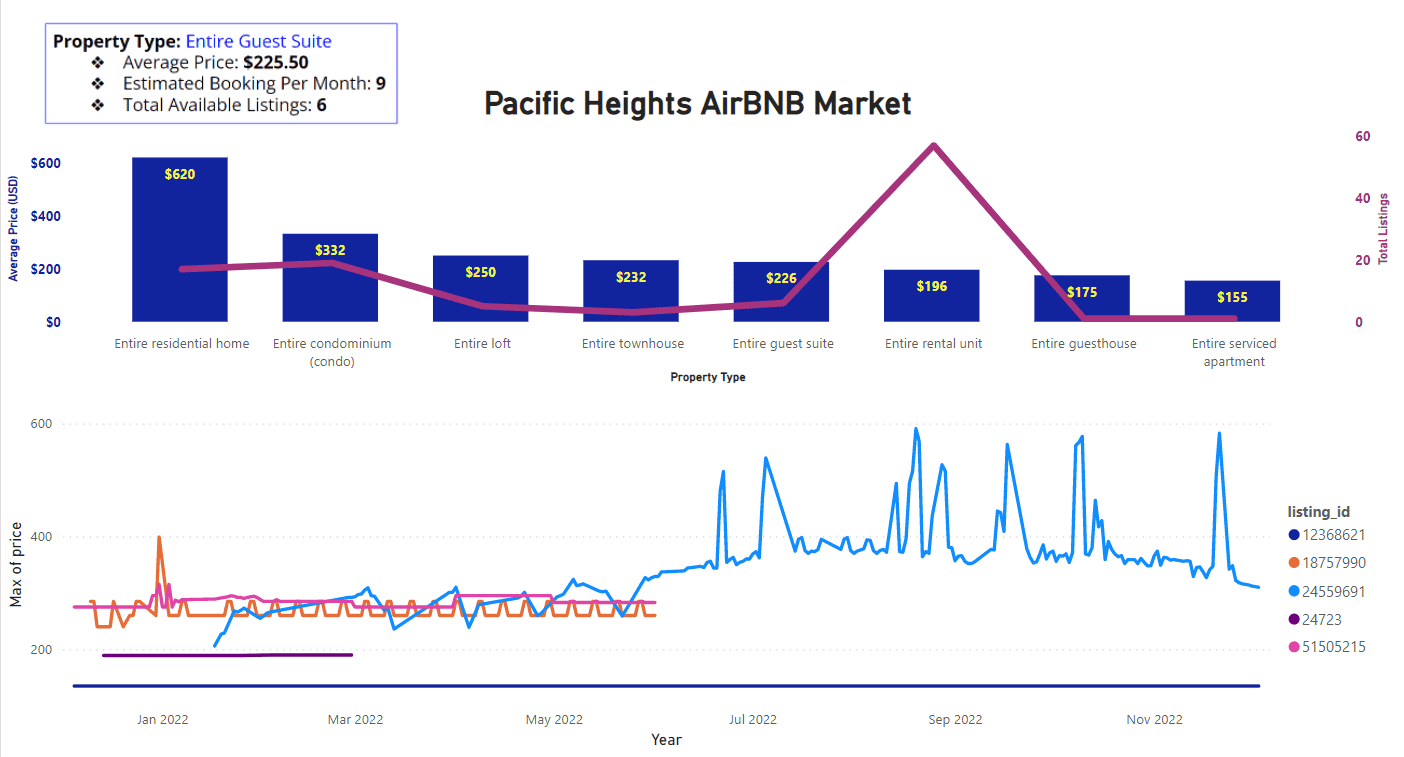 Property Type: Entire Guest Suite
❖ Average Price: $225.50
❖ Estimated Booking Per Month: 9
❖ Total Available Listings: 6
Pacific Heights AirBNB Market
Average Price (USD)
$600
$400
$200
$0
$620
$332
$250
$232
$226
$196
$175
$155
60
40
20
0
Total Listings
Entire residential home
Entire condominium
(condo)
Entire loft
Entire townhouse
Entire guest suite
Entire rental unit
Entire guesthouse
Entire serviced
apartment
Property Type
Max of price
600
400
200
Jan 2022
Mar 2022
May 2022
Jul 2022
Sep 2022
Nov 2022
Year
listing_id
12368621
18757990
24559691
24723
51505215